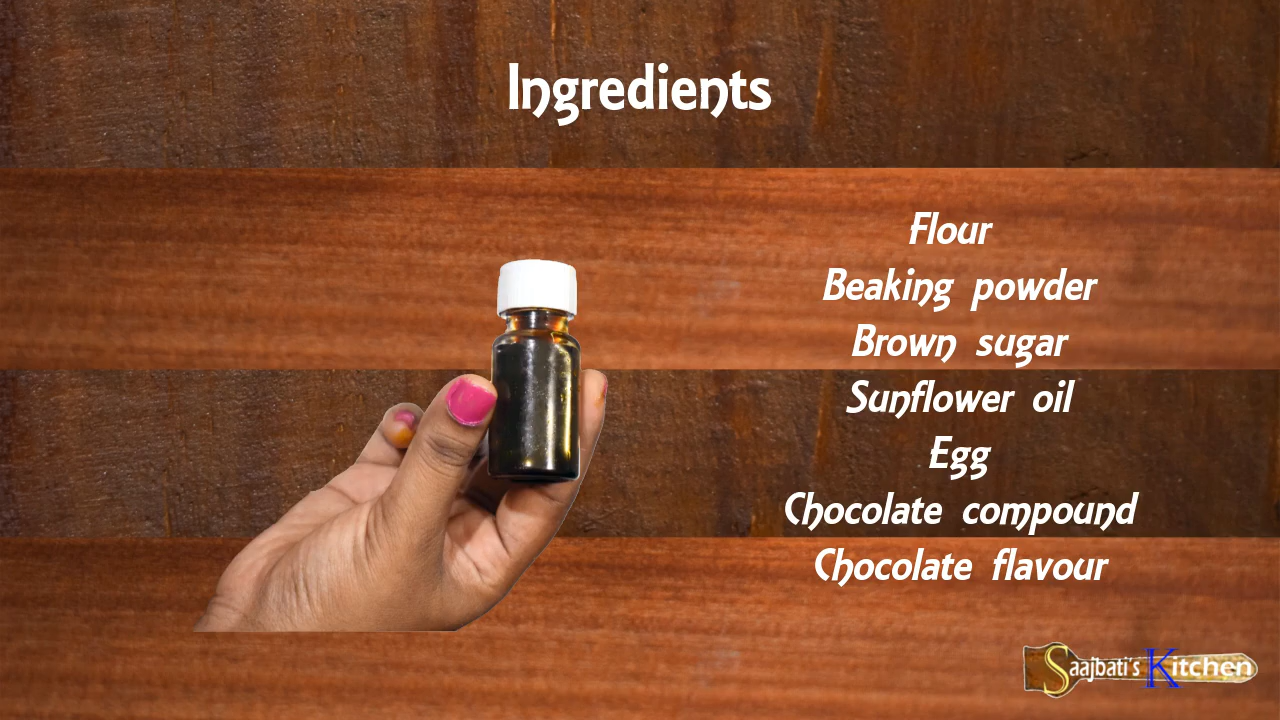 Ingredients
Flour
Beaking powder
Brown sugar
Sunflower oil
Egg
Chocolate compound
Chocolate flavour
Saajbati's Kitchen